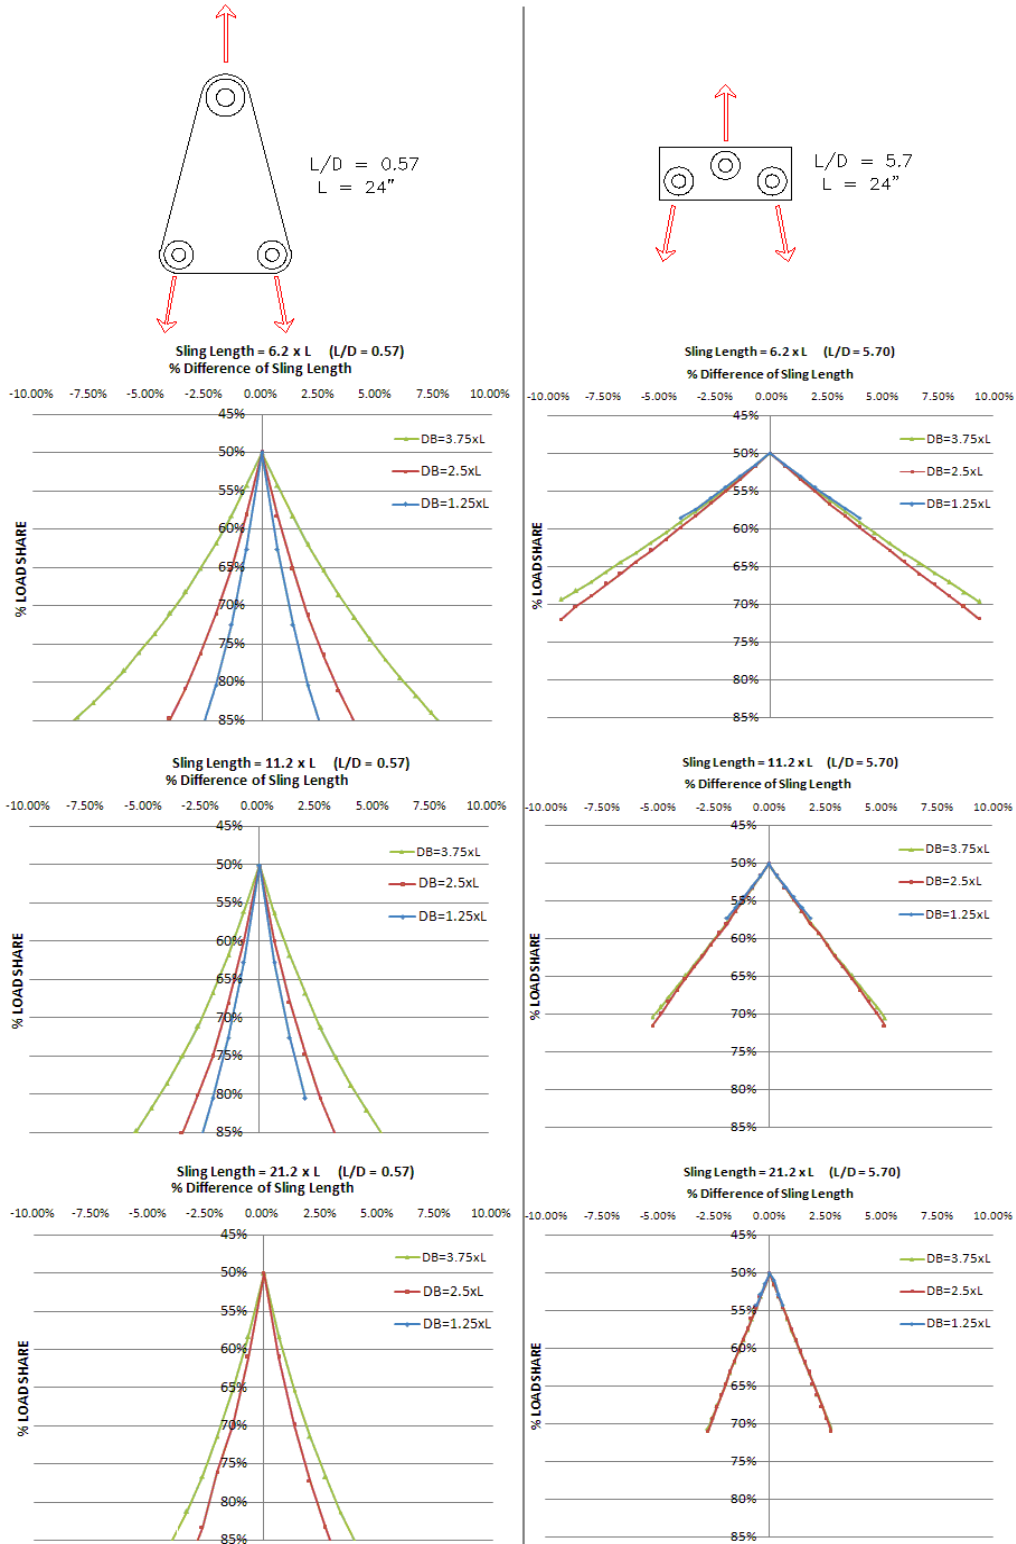 L/D = 0.57
L = 24"
Sling Length = 6.2 x L (L/D = 0.57)
% Difference of Sling Length
-10.00% -7.50% -5.00% -2.50% 0.00% 2.50% 5.00% 7.50% 10.00%
45%
50%
55%
60%
65%
70%
75%
80%
85%
% LOAD SHARE
DB=3.75xL
DB=2.5xL
DB=1.25xL
Sling Length = 11.2 x L (L/D = 0.57)
% Difference of Sling Length
-10.00% -7.50% -5.00% -2.50% 0.00% 2.50% 5.00% 7.50% 10.00%
45%
50%
55%
60%
65%
70%
75%
80%
85%
% LOAD SHARE
DB=3.75xL
DB=2.5xL
DB=1.25xL
Sling Length = 21.2 x L (L/D = 0.57)
% Difference of Sling Length
-10.00% -7.50% -5.00% -2.50% 0.00% 2.50% 5.00% 7.50% 10.00%
45%
50%
55%
60%
65%
70%
75%
80%
85%
% LOAD SHARE
DB=3.75xL
DB=2.5xL
DB=1.25xL
L/D = 5.7
L = 24"
Sling Length = 6.2 x L (L/D = 5.70)
% Difference of Sling Length
-10.00% -7.50% -5.00% -2.50% 0.00% 2.50% 5.00% 7.50% 10.00%
45%
50%
55%
60%
65%
70%
75%
80%
85%
% LOAD SHARE
DB=3.75xL
DB=2.5xL
DB=1.25xL
Sling Length = 11.2 x L (L/D = 5.70)
% Difference of Sling Length
-10.00% -7.50% -5.00% -2.50% 0.00% 2.50% 5.00% 7.50% 10.00%
45%
50%
55%
60%
65%
70%
75%
80%
85%
% LOAD SHARE
DB=3.75xL
DB=2.5xL
DB=1.25xL
Sling Length = 21.2 x L (L/D = 5.70)
% Difference of Sling Length
-10.00% -7.50% -5.00% -2.50% 0.00% 2.50% 5.00% 7.50% 10.00%
45%
50%
55%
60%
65%
70%
75%
80%
85%
% LOAD SHARE
DB=3.75xL
DB=2.5xL
DB=1.25xL